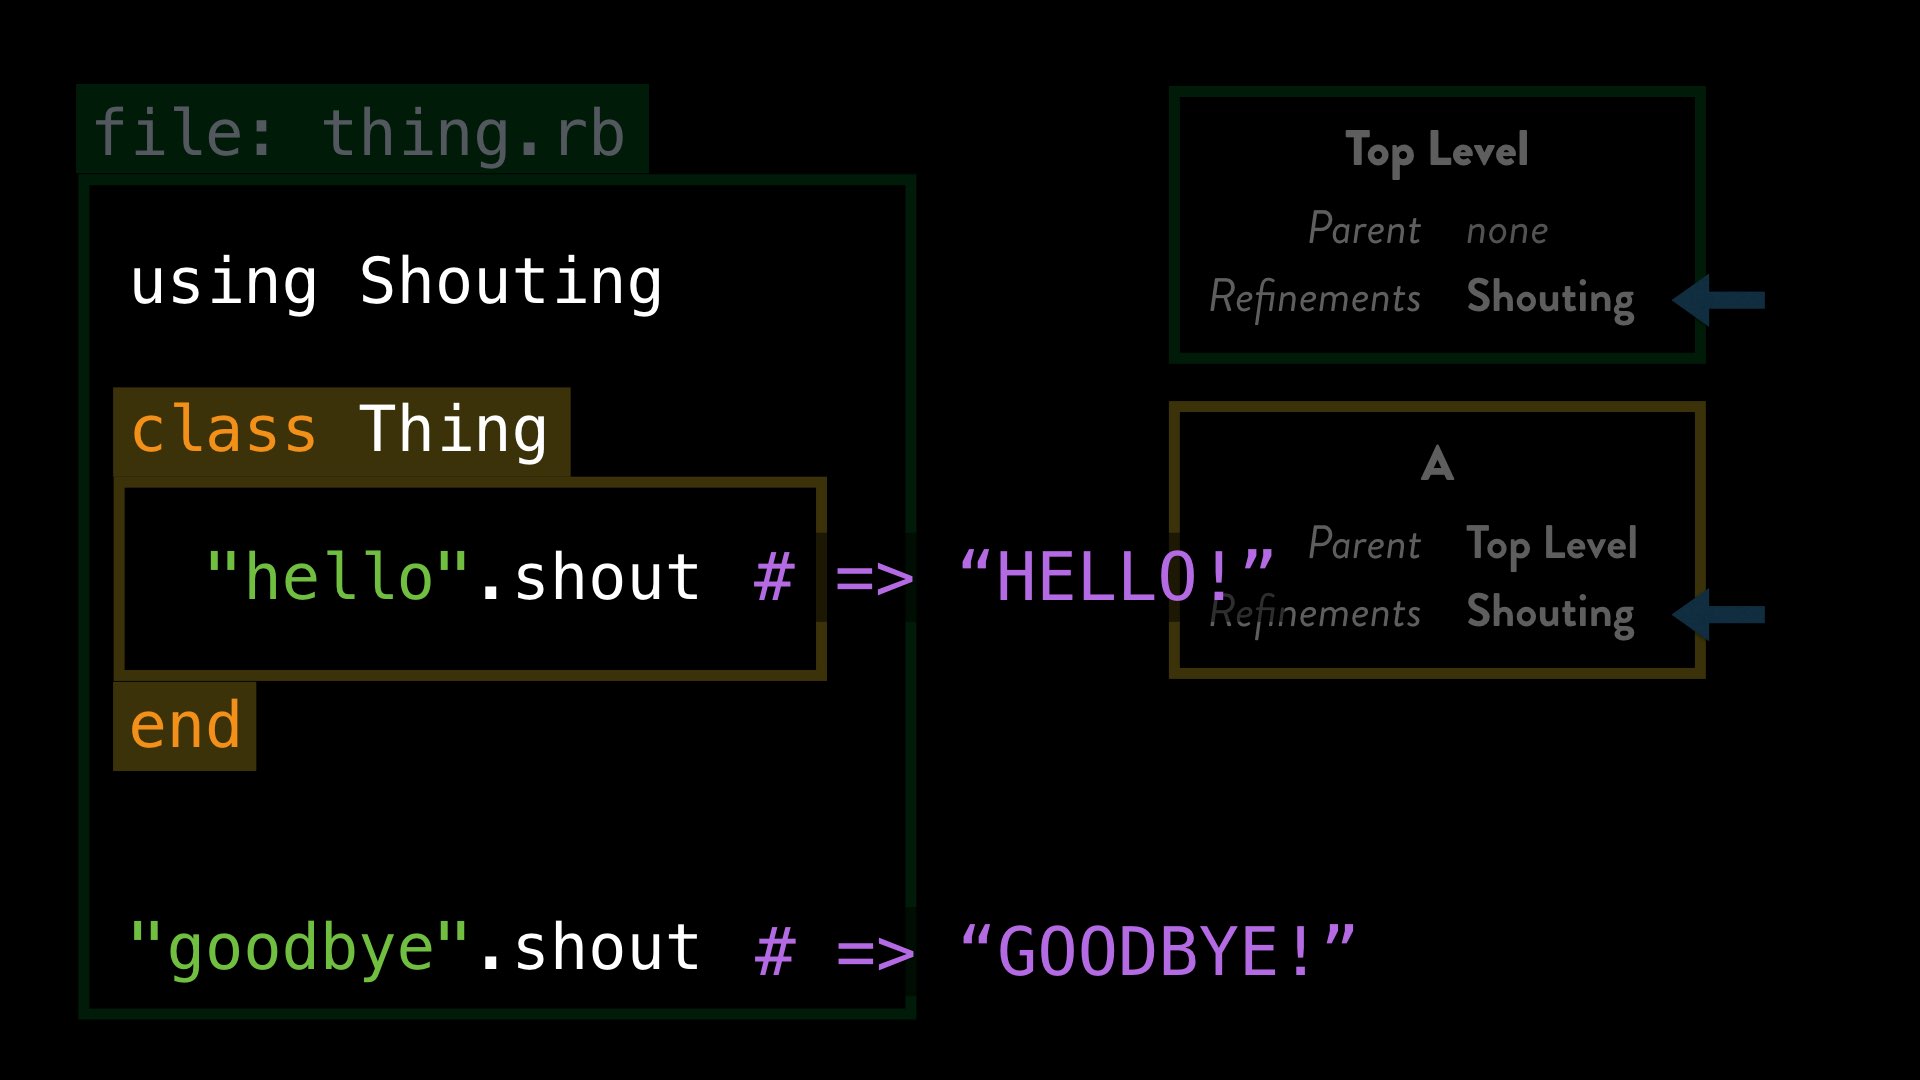 file: thing.rb
using Shouting
class Thing
"hello".shout # => “HELLO!”
end
"goodbye".shout # => “GOODBYE!”
Top Level
Parent none
Refinements Shouting
A
Parent Top Level
Refinements Shouting